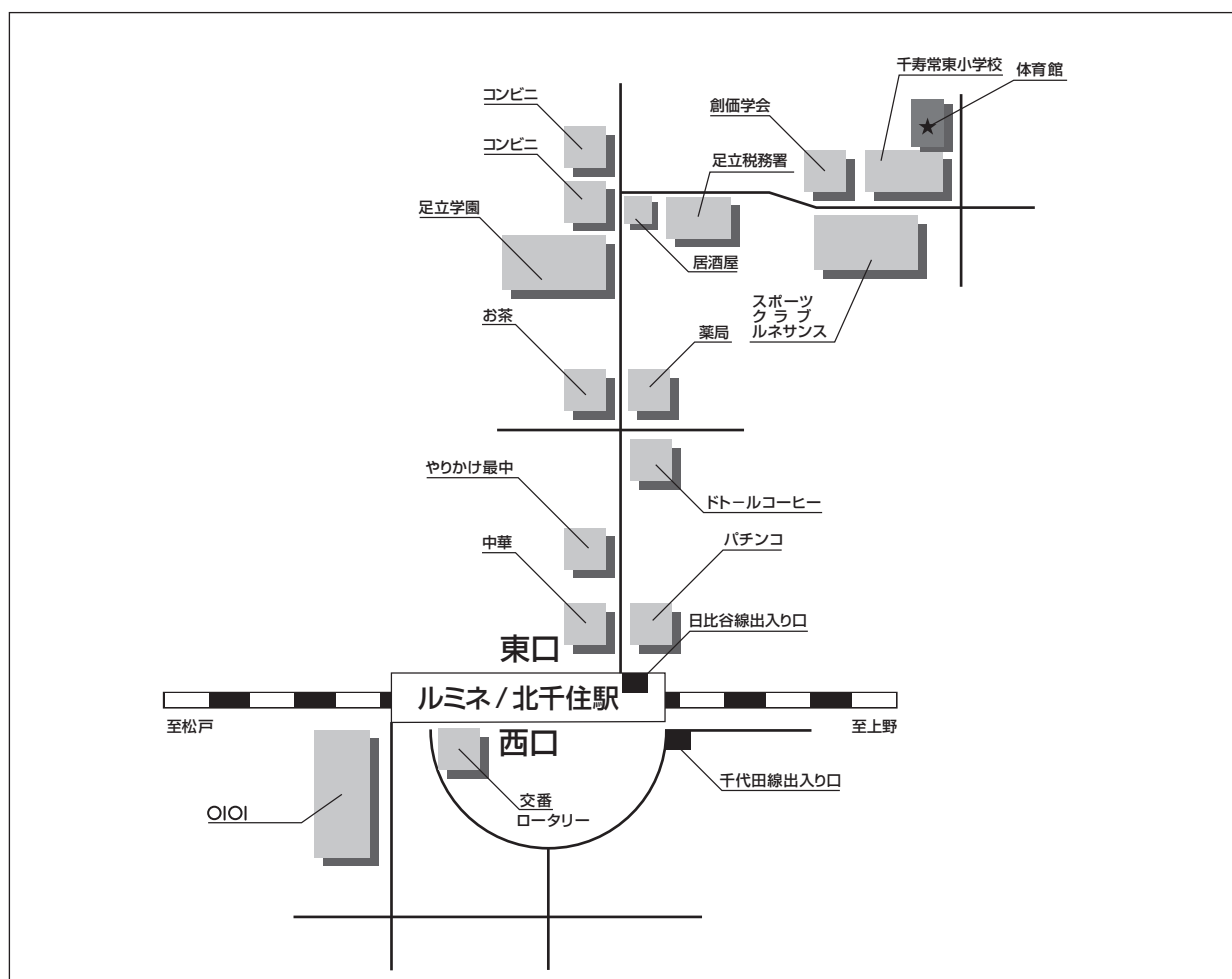 千寿常東小学校
体育館
コンビニ
創価学会
コンビニ
足立税務署
足立学園
居酒屋
スポーツ
クラブ
ルネサンス
お茶
薬局
やりかけ最中
ドトールコーヒー
中華
パチンコ
日比谷線出入り口
東口
ルミネ / 北千住駅
至松戸
西口
至上野
千代田線出入り口
交番
ロータリー
OIOI